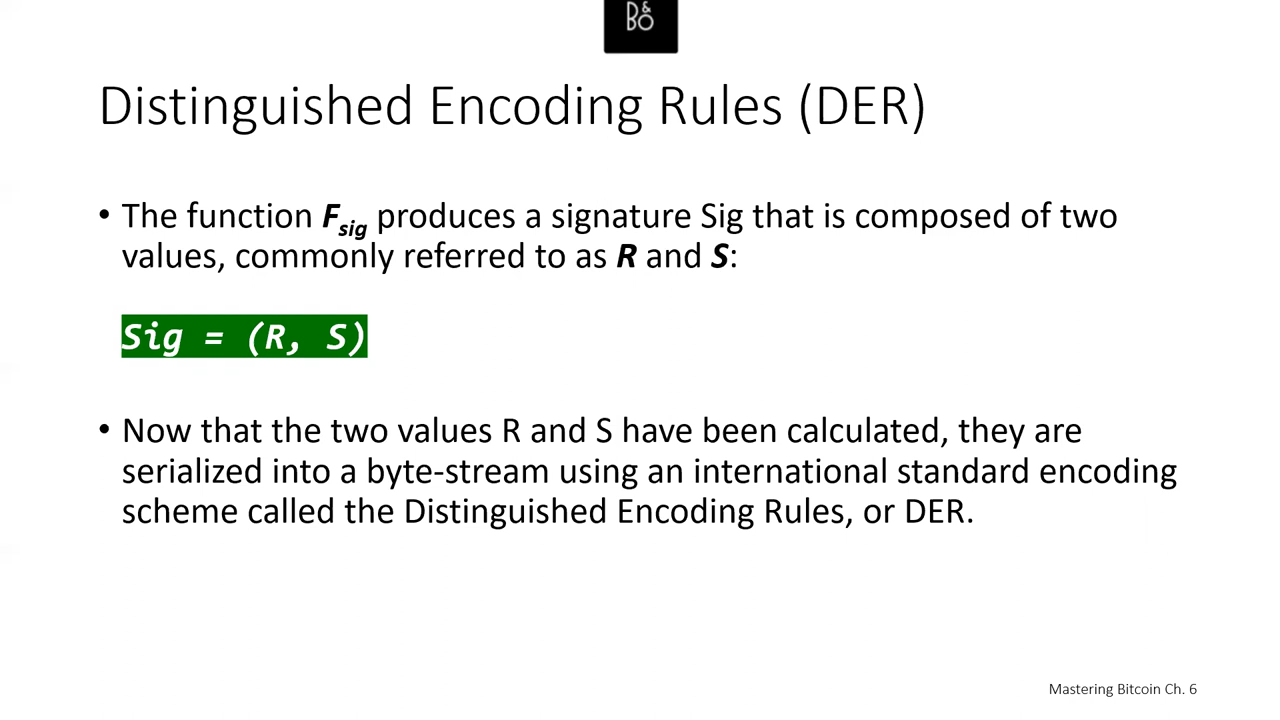 B&O
Distinguished Encoding Rules (DER)
• The function Fsig produces a signature Sig that is composed of two
values, commonly referred to as R and S:
Sig = (R, S)
• Now that the two values R and S have been calculated, they are
serialized into a byte-stream using an international standard encoding
scheme called the Distinguished Encoding Rules, or DER.
Mastering Bitcoin Ch. 6